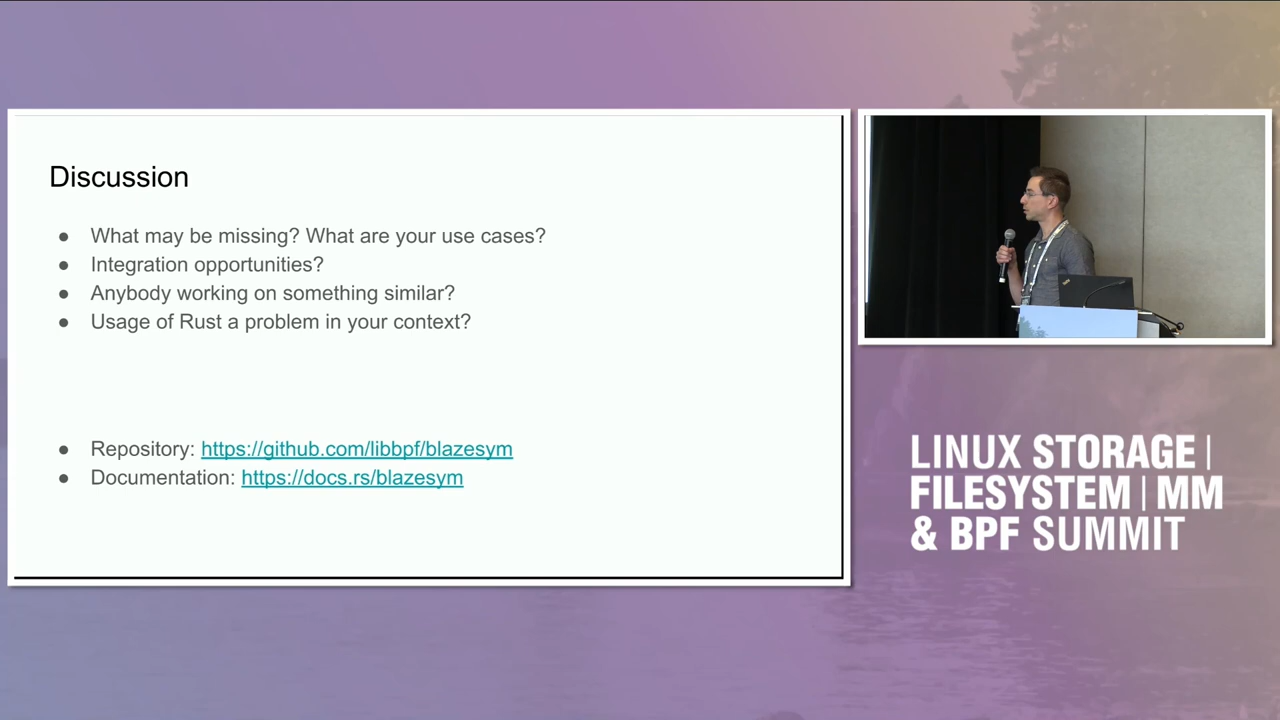 Discussion
● What may be missing? What are your use cases?
● Integration opportunities?
● Anybody working on something similar?
● Usage of Rust a problem in your context?
● Repository: https://github.com/libbpf/blazesym
● Documentation: https://docs.rs/blazesym
LINUX STORAGE |
FILESYSTEM | MM
& BPF SUMMIT